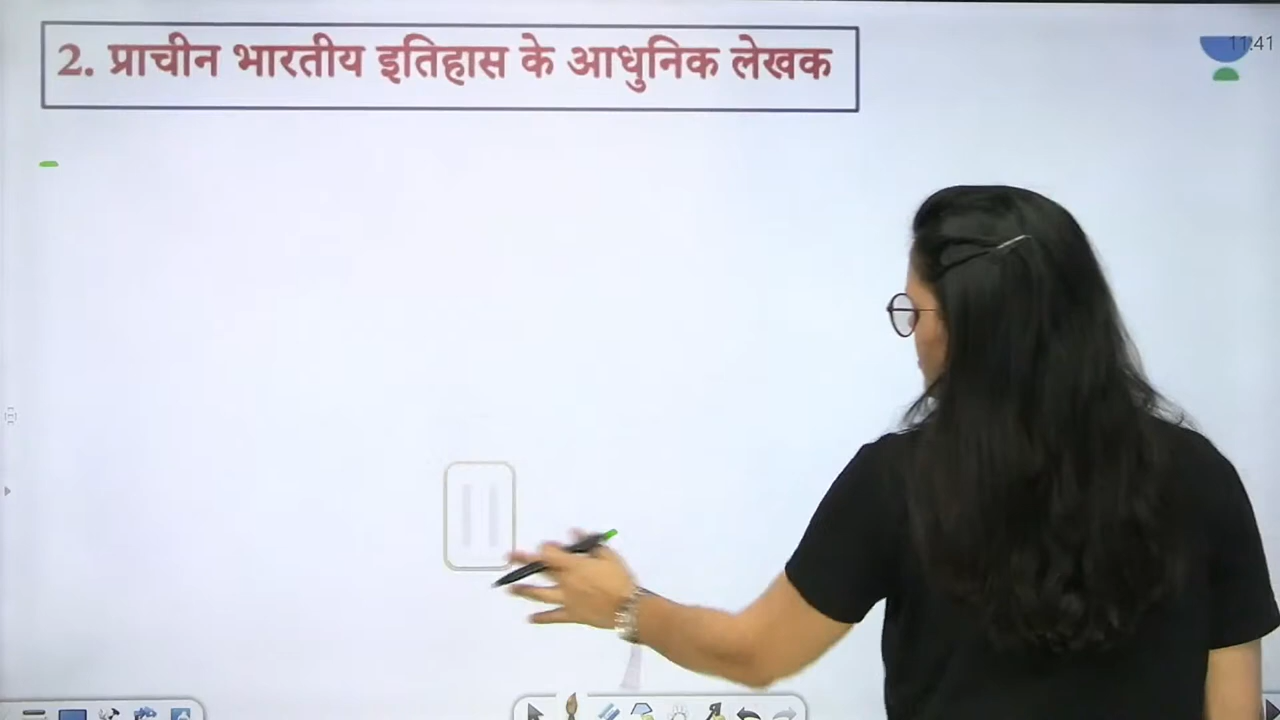 2. प्राचीन भारतीय इतिहास के आधुनिक लेखक
11:41